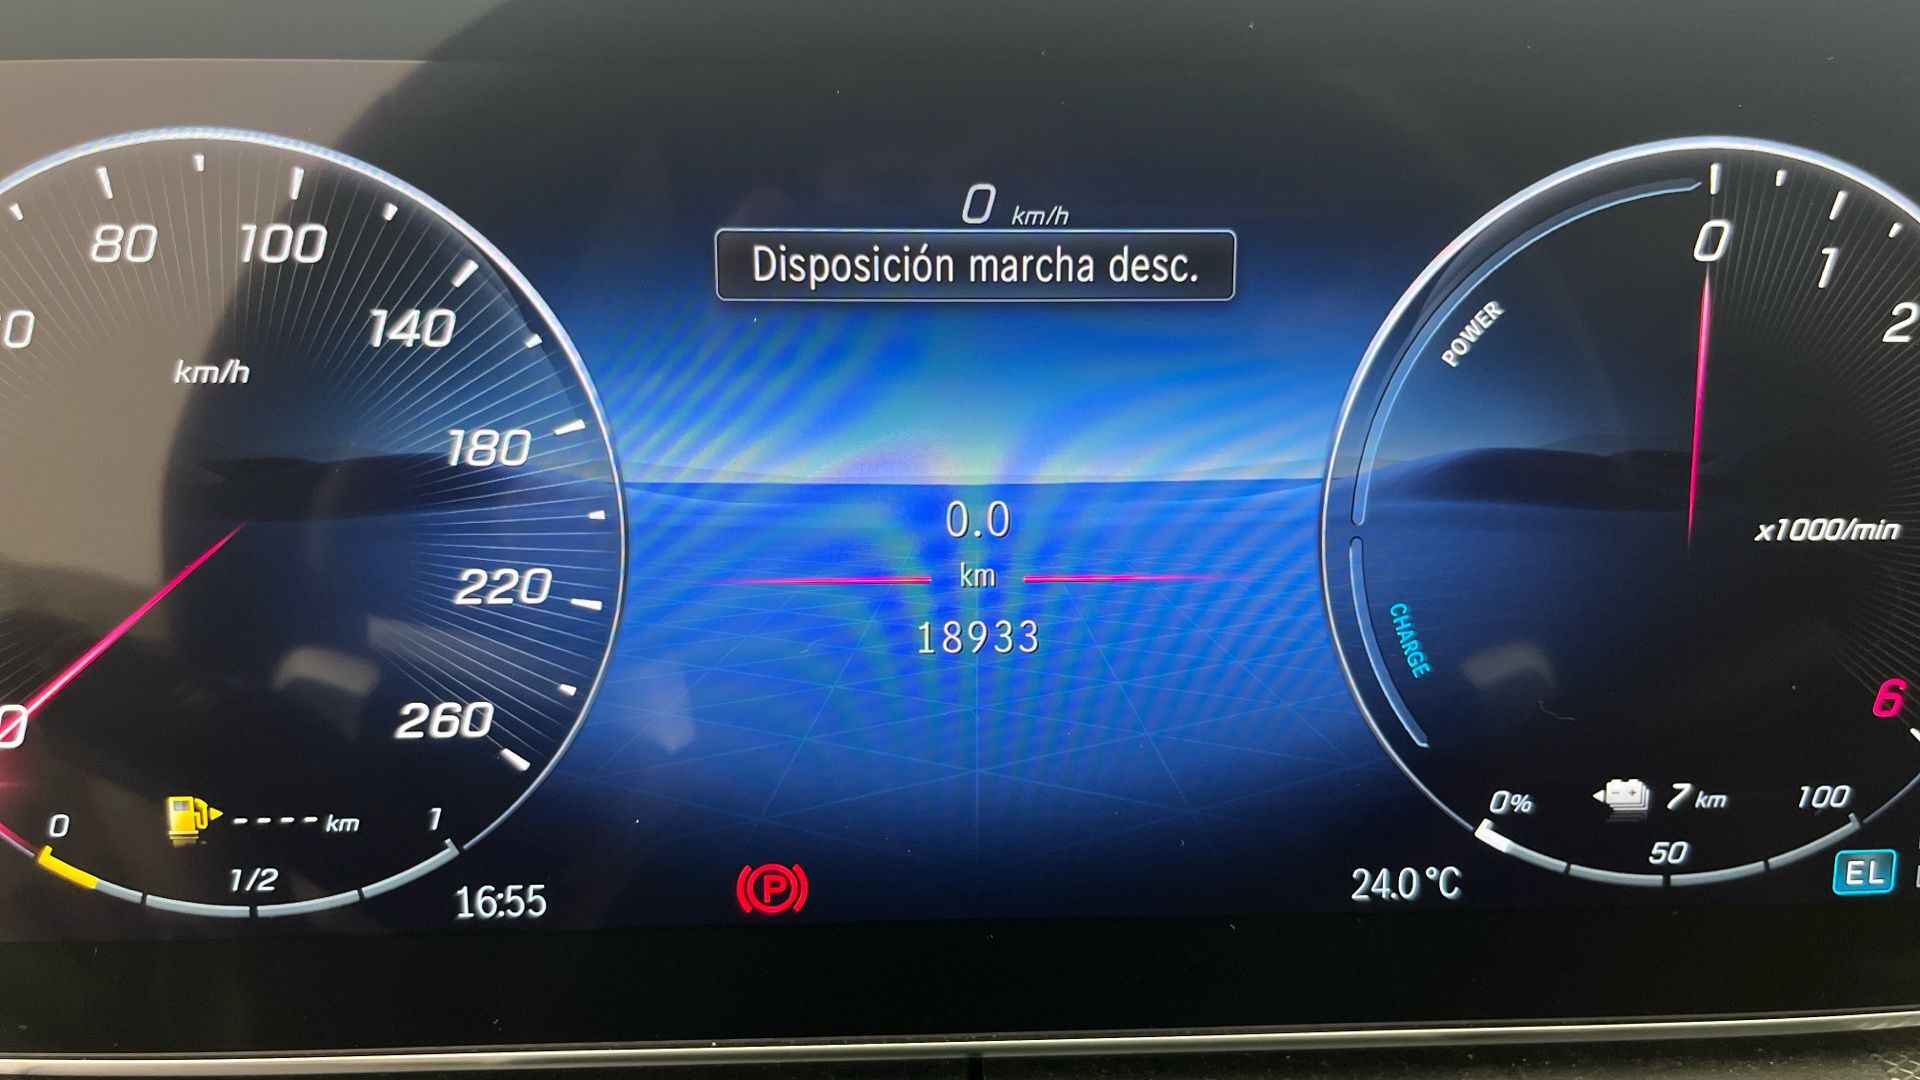 0 km/h
Disposición marcha desc.
80
100
140
km/h
180
220
260
0
0
----km
1
1/2
16:55
0.0
km
18933
P
0
1
2
POWER
x1000/min
CHARGE
6
0%
7 km
100
50
24.0 °C
EL